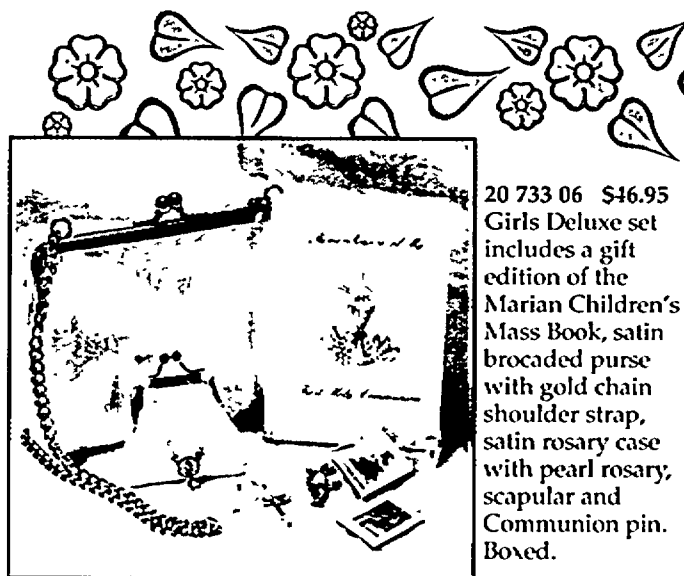 20 733 06 $46.95
Girls Deluxe set
includes a gift
edition of the
Marian Children's
Mass Book, satin
brocaded purse
with gold chain
shoulder strap,
satin rosary case
with pearl rosary,
scapular and
Communion pin.
Boxed.